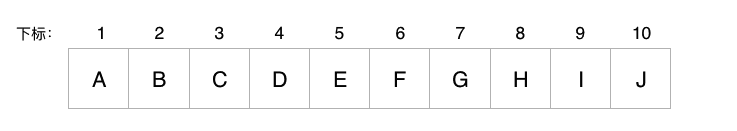 下标： 1 2 3 4 5 6 7 8 9 10
A B C D E F G H I J